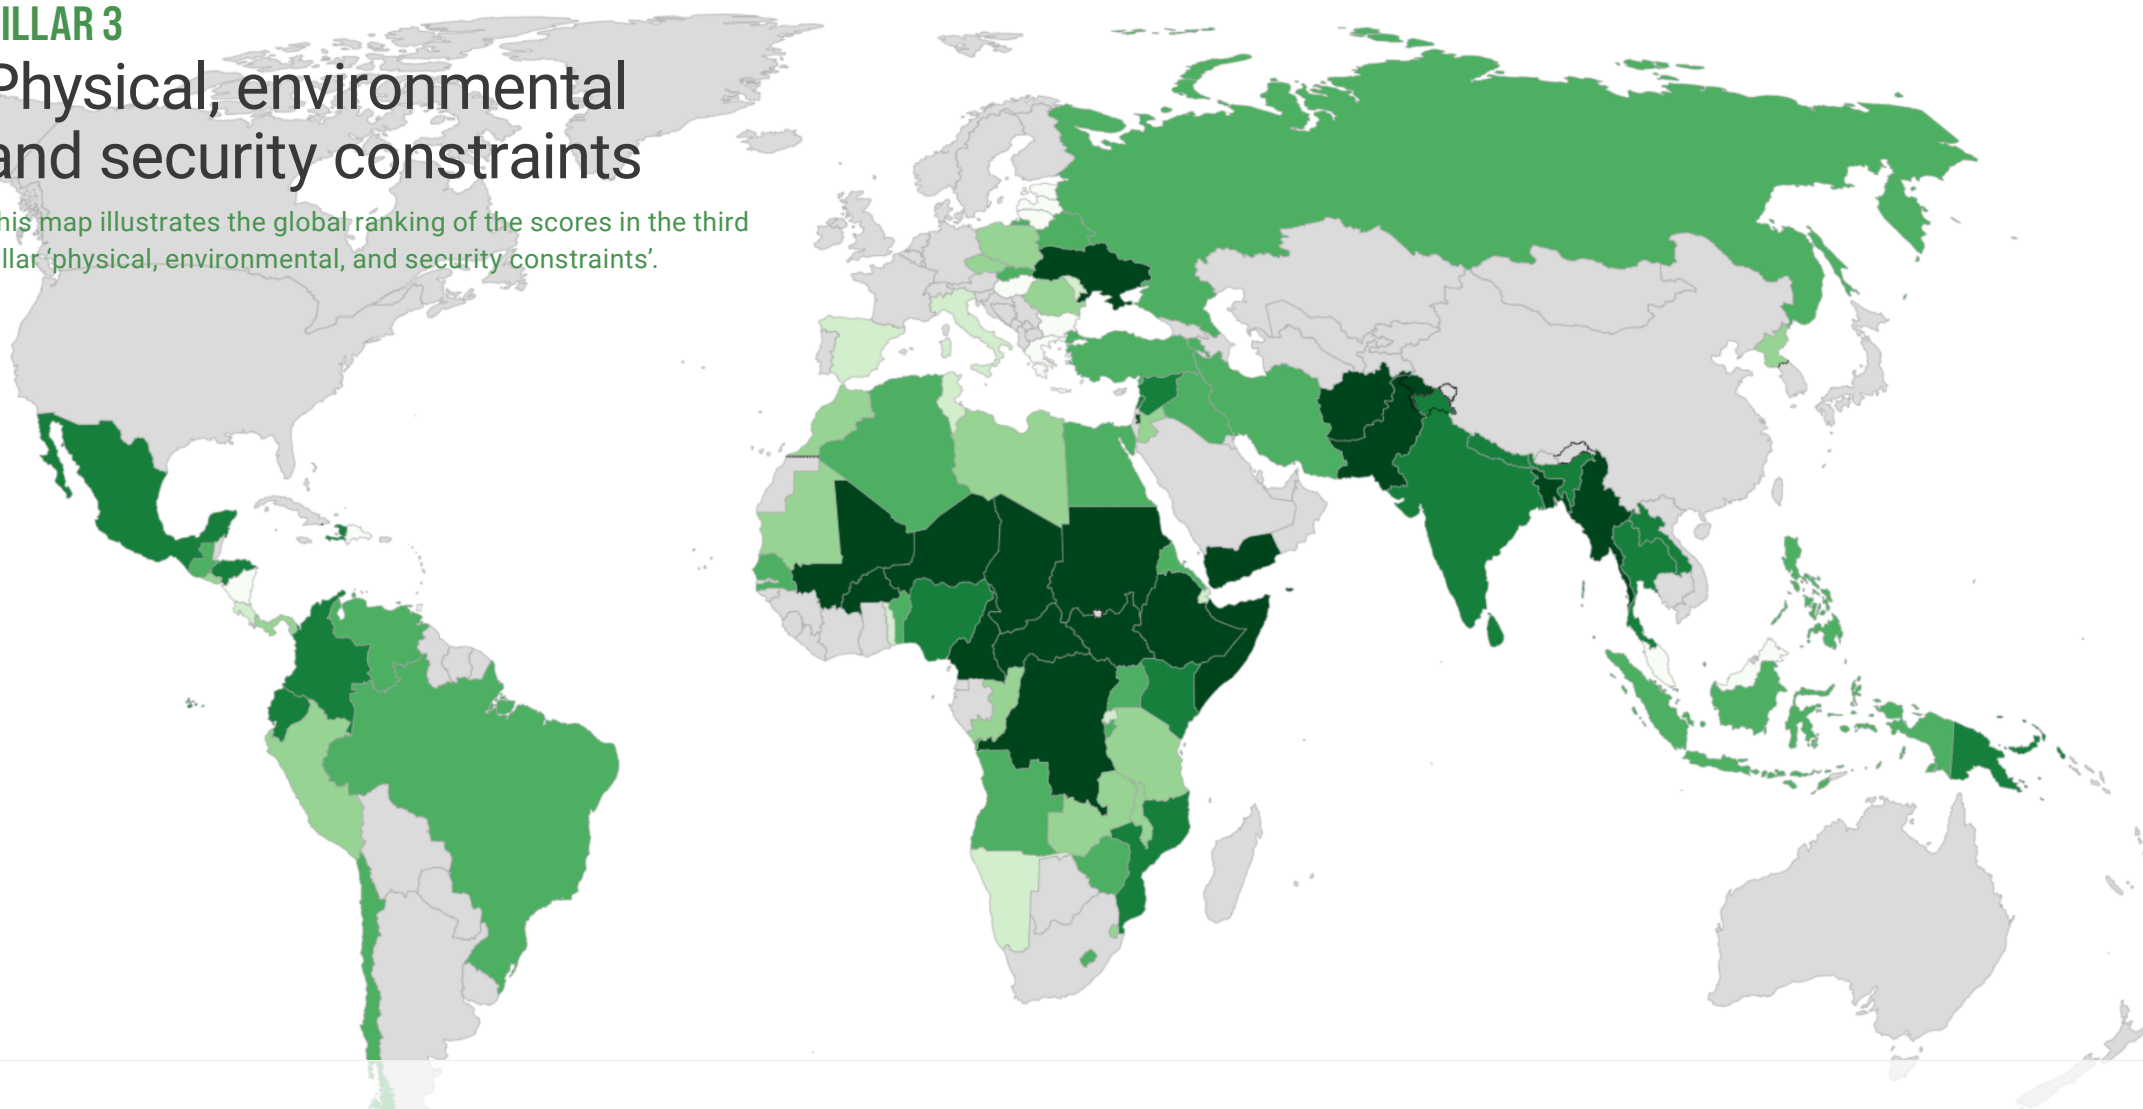 ILLAR 3
Physical, environmental
and security constraints
his map illustrates the global ranking of the scores in the third
llar ‘physical, environmental, and security constraints’.